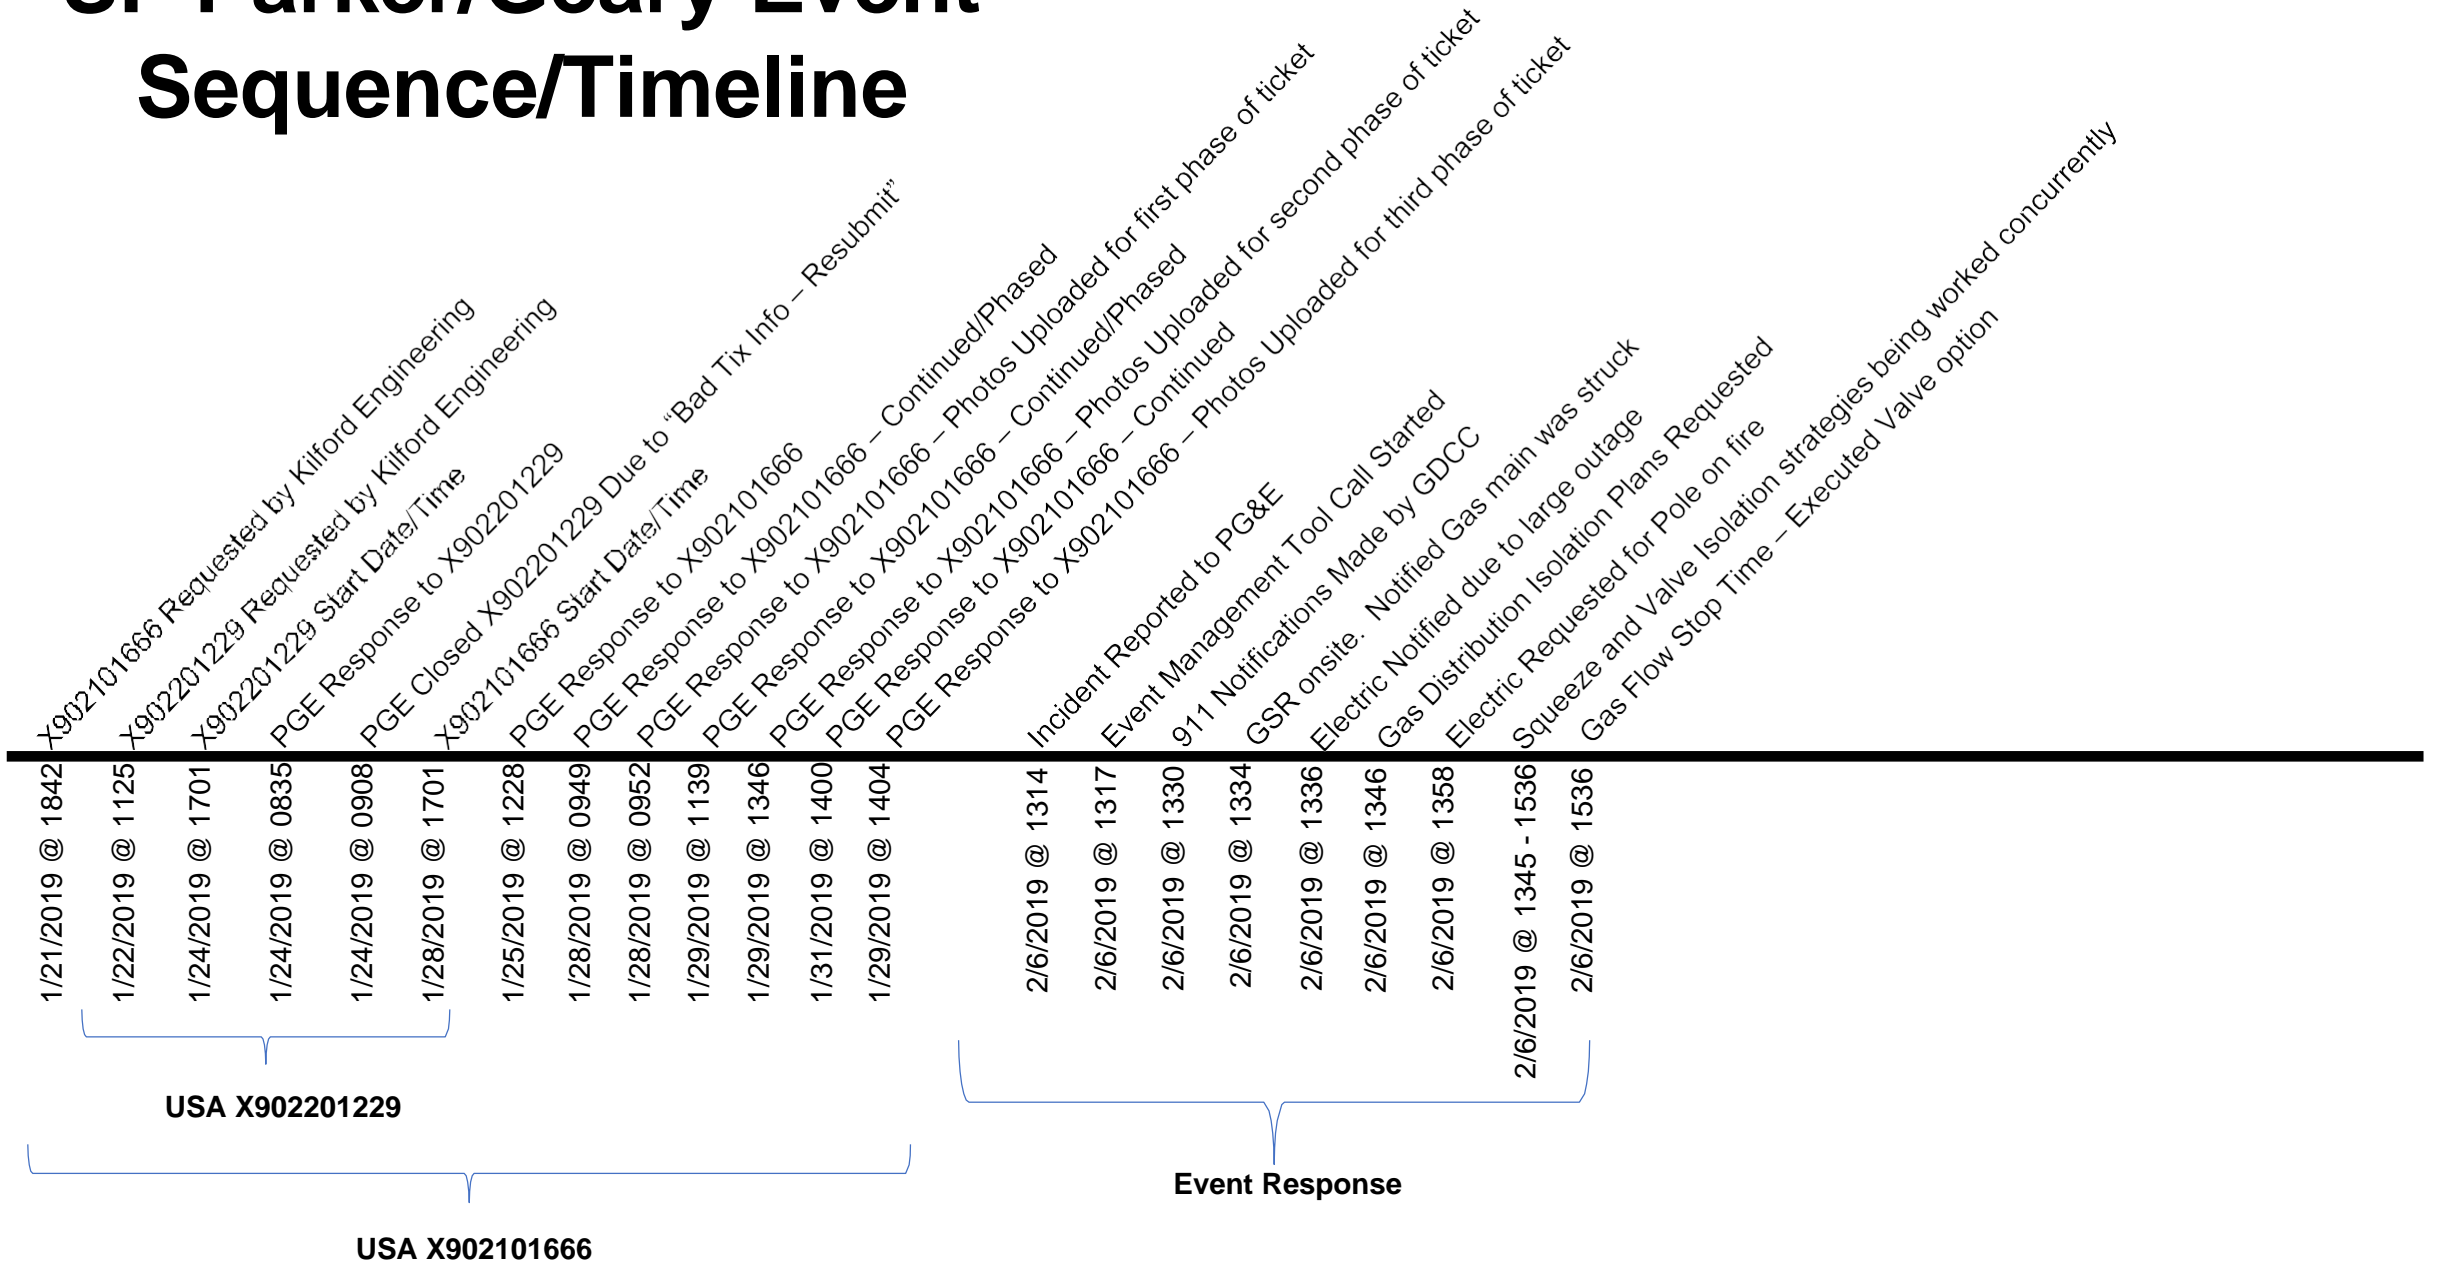 SF Parker/Geary Event
Sequence/Timeline
X902101666 Requested by Kilford Engineering
X902201229 Requested by Kilford Engineering
X902201229 Start Date/Time
PGE Response to X902201229
PGE Closed X902201229 Due to “Bad Tix Info – Resubmit”
X902101666 Start Date/Time
PGE Response to X902101666
PGE Response to X902101666 – Continued/Phased
PGE Response to X902101666 – Photos Uploaded for first phase of ticket
PGE Response to X902101666 – Continued/Phased
PGE Response to X902101666 – Photos Uploaded for second phase of ticket
PGE Response to X902101666 – Continued
PGE Response to X902101666 – Photos Uploaded for third phase of ticket
Incident Reported to PG&E
Event Management Tool Call Started
911 Notifications Made by GDCC
GSR onsite.  Notified Gas main was struck
Electric Notified due to large outage
Gas Distribution Isolation Plans Requested
Electric Requested for Pole on fire
Squeeze and Valve Isolation strategies being worked concurrently
Gas Flow Stop Time – Executed Valve option
1/21/2019 @ 1842
1/22/2019 @ 1125
1/24/2019 @ 1701
1/24/2019 @ 0835
1/24/2019 @ 0908
1/28/2019 @ 1701
1/25/2019 @ 1228
1/28/2019 @ 0949
1/28/2019 @ 0952
1/29/2019 @ 1139
1/29/2019 @ 1346
1/31/2019 @ 1400
1/29/2019 @ 1404
2/6/2019 @ 1314
2/6/2019 @ 1317
2/6/2019 @ 1330
2/6/2019 @ 1334
2/6/2019 @ 1336
2/6/2019 @ 1346
2/6/2019 @ 1358
2/6/2019 @ 1345 - 1536
2/6/2019 @ 1536
USA X902201229
Event Response
USA X902101666